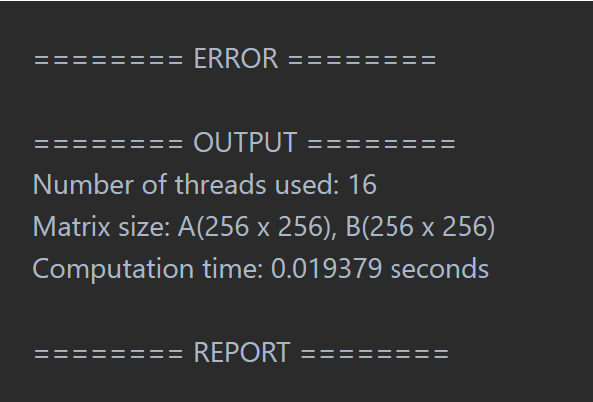 ======== ERROR ========
======== OUTPUT ========
Number of threads used: 16
Matrix size: A(256 x 256), B(256 x 256)
Computation time: 0.019379 seconds
======== REPORT ========